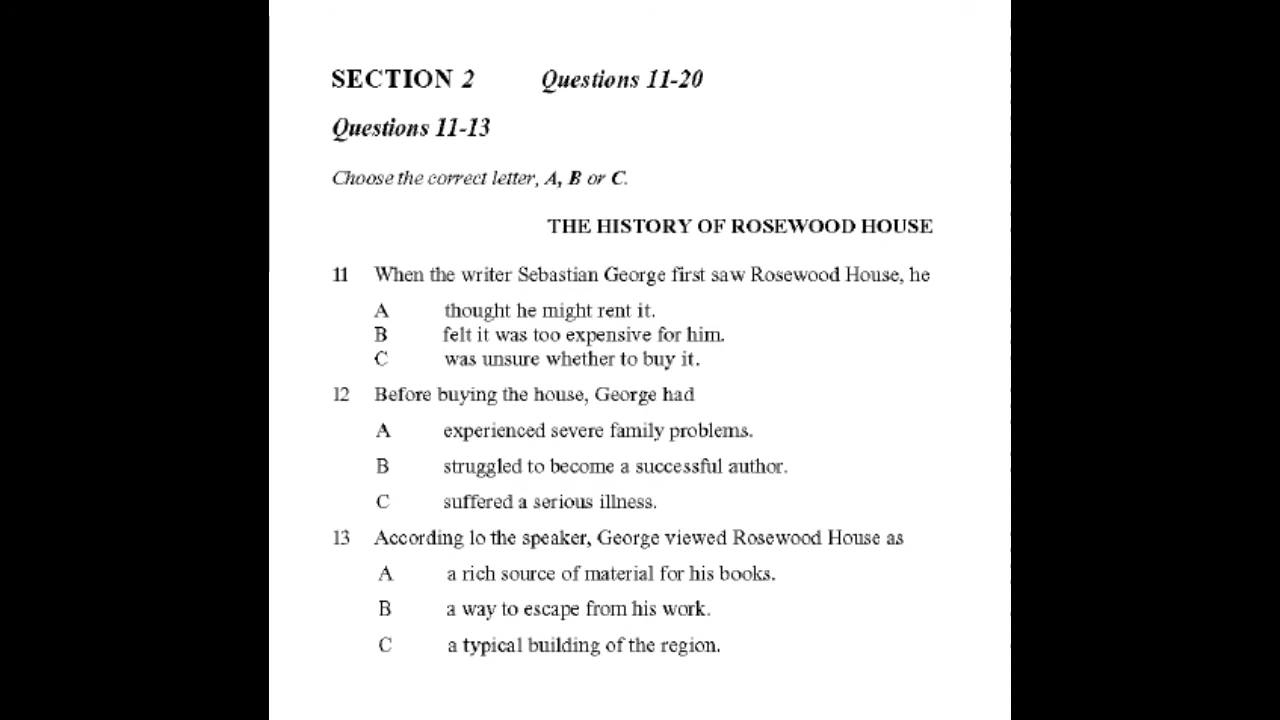 SECTION 2 Questions 11-20
Questions 11-13
Choose the correct letter, A, B or C.
THE HISTORY OF ROSEWOOD HOUSE
11 When the writer Sebastian George first saw Rosewood House, he
A thought he might rent it.
B felt it was too expensive for him.
C was unsure whether to buy it.
12 Before buying the house, George had
A experienced severe family problems.
B struggled to become a successful author.
C suffered a serious illness.
13 According lo the speaker, George viewed Rosewood House as
A a rich source of material for his books.
B a way to escape from his work.
C a typical building of the region.